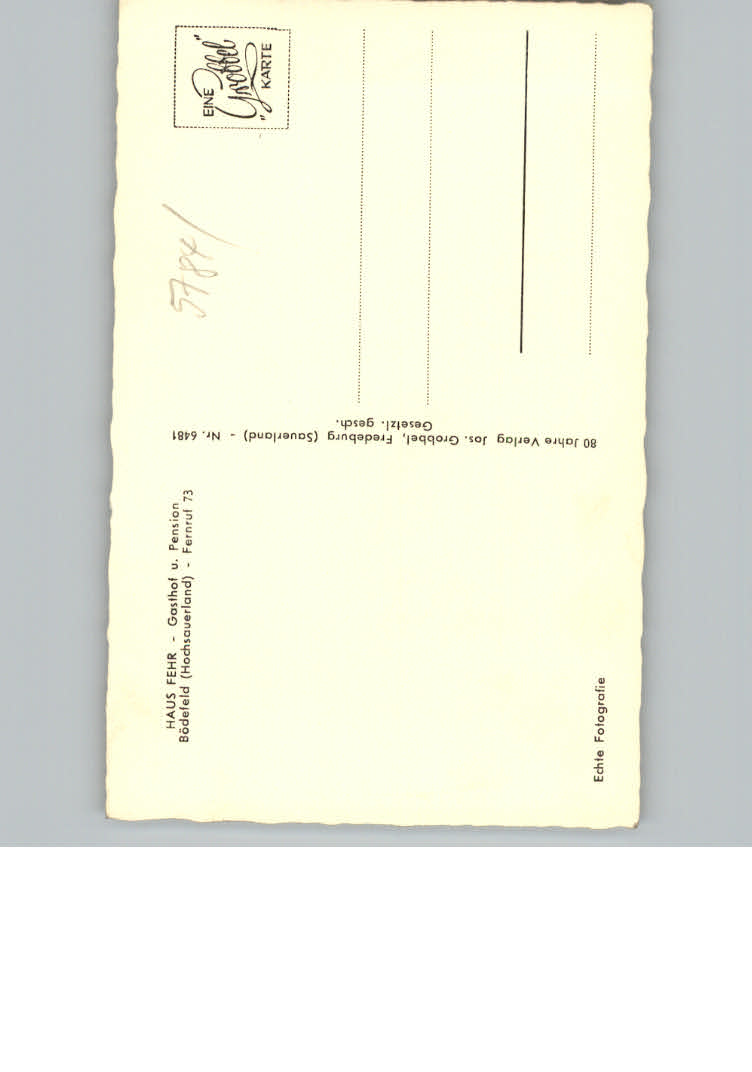 HAUS FEHR - Gasthof u. Pension
Bödefeld (Hochsauerland) - Fernruf 73
Echte Fotografie
80 Jahre Verlag Jos. Grobbel, Fredeburg (Sauerland) - Nr. 6481
Gesetzl. gesch.
EINE
„Grobbel”
KARTE
5784/